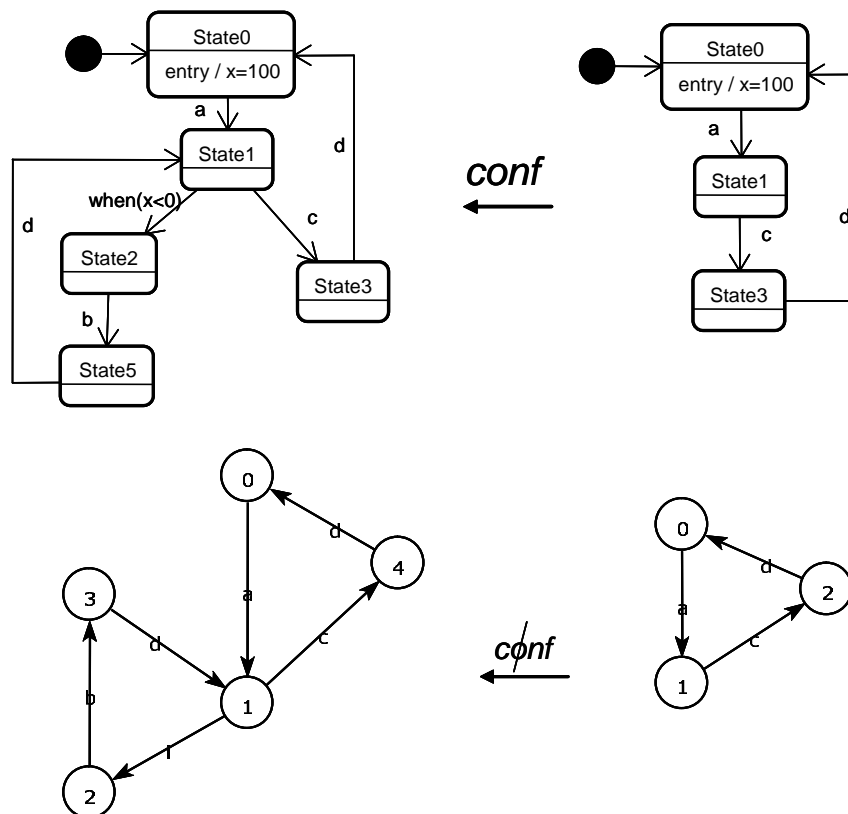 State0
entry / x=100
a
State1
when(x<0)
c
d
d
State2
State3
b
State5
conf
State0
entry / x=100
a
State1
c
d
State3
0
d
4
a
3
d
c
1
b
2
conf
0
d
2
a
c
1